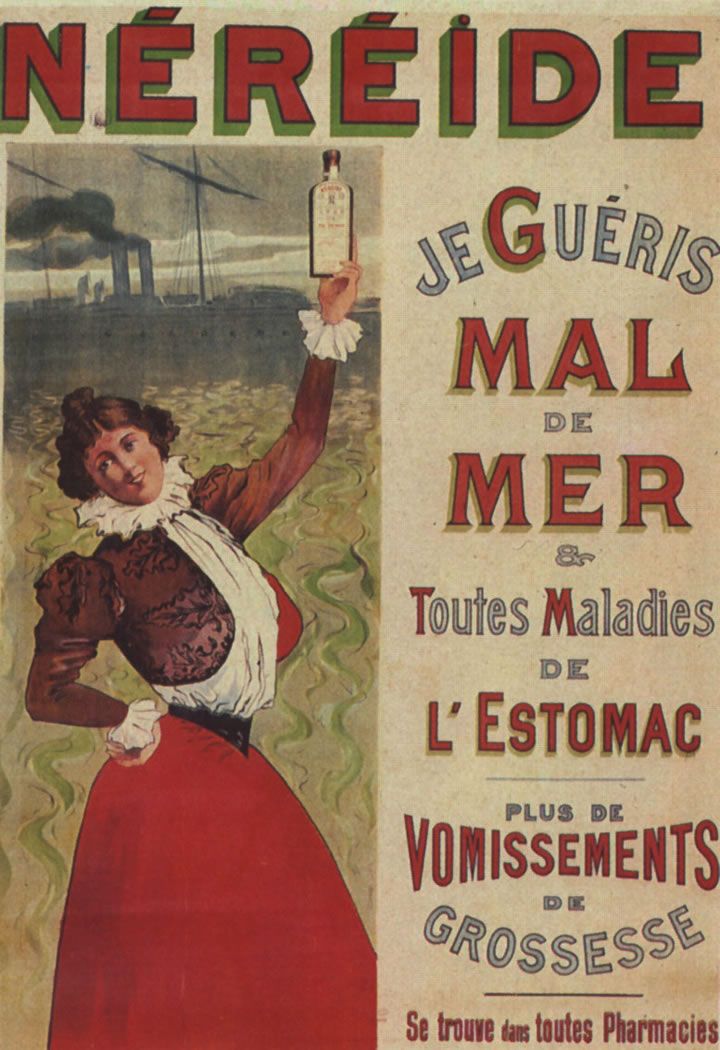 NÉRÉIDE
JE GUÉRIS
MAL
DE
MER
&
Toutes Maladies
DE
L'ESTOMAC
PLUS DE
VOMISSEMENTS
DE
GROSSESSE
Se trouve dans toutes Pharmacies